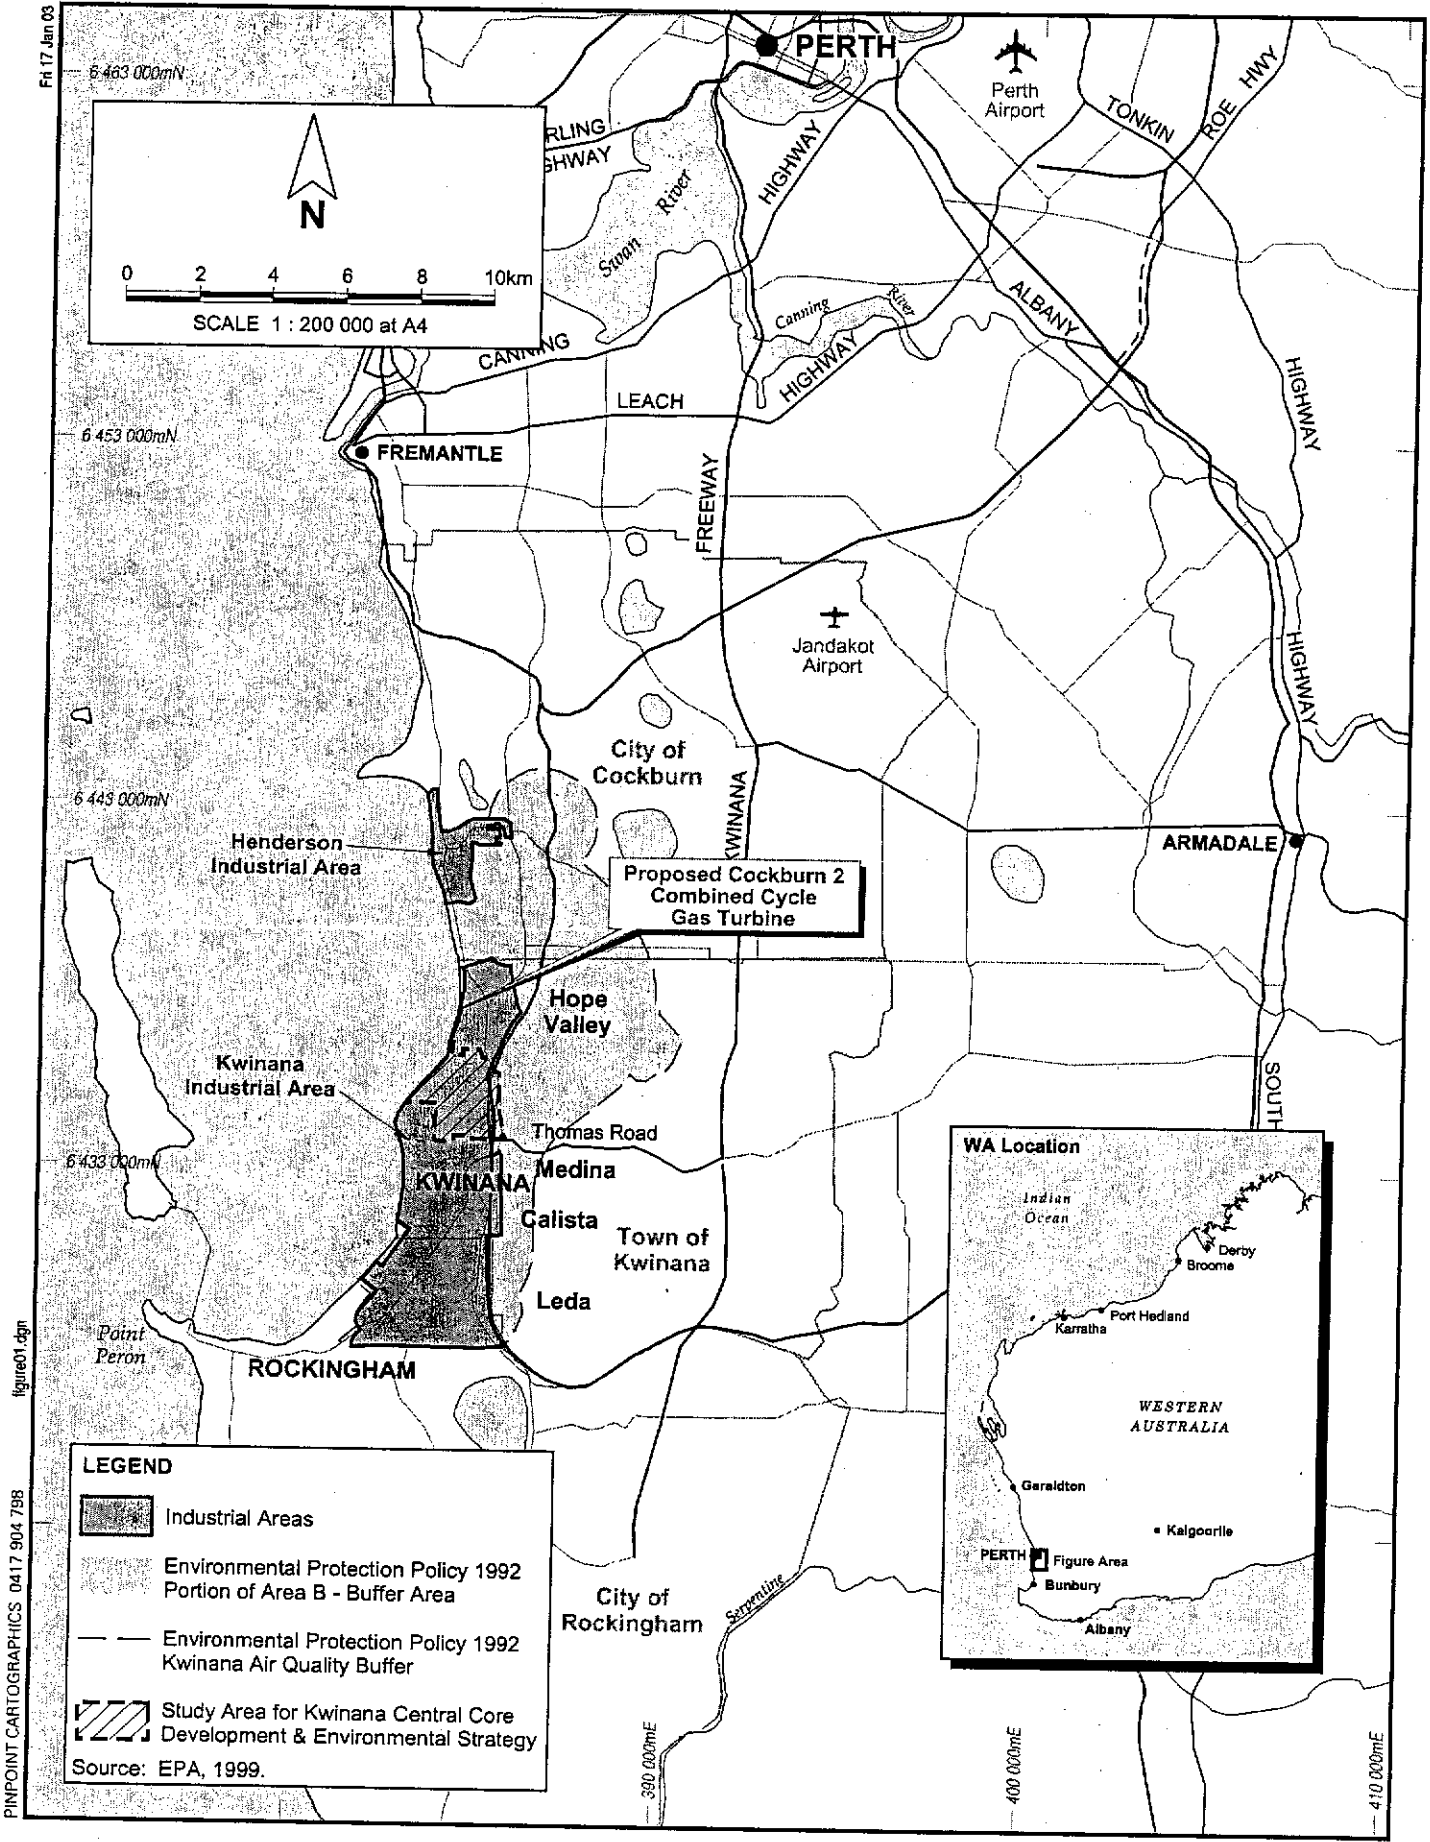 Fri 17 Jan 03
6 463 000mN
PERTH
Perth
Airport
TONKIN
ROE
HWY
RLING
GHWAY
HIGHWAY
River
Swan
N
0 2 4 6 8 10km
SCALE 1 : 200 000 at A4
CANNING
Canning
River
HIGHWAY
ALBANY
HIGHWAY
LEACH
6 453 000mN
FREMANTLE
FREEWAY
Jandakot
Airport
HIGHWAY
City of
Cockburn
6 443 000mN
KWINANA
Henderson
Industrial Area
ARMADALE
Proposed Cockburn 2
Combined Cycle
Gas Turbine
Hope
Valley
Kwinana
Industrial Area
SOUTH
Thomas Road
6 433 000mN
Medina
KWINANA
Calista
Town of
Kwinana
Leda
Point
Peron
ROCKINGHAM
WA Location
Indian
Ocean
Derby
Broome
Port Hedland
Karratha
WESTERN
AUSTRALIA
Geraldton
Kalgoorlie
PERTH
Figure Area
Bunbury
Albany
LEGEND
Industrial Areas
Environmental Protection Policy 1992
Portion of Area B - Buffer Area
Environmental Protection Policy 1992
Kwinana Air Quality Buffer
Study Area for Kwinana Central Core
Development & Environmental Strategy
Source: EPA, 1999.
City of
Rockingham
Serpentine
390 000mE
400 000mE
410 000mE
figure01.dgn
PINPOINT CARTOGRAPHICS 0417 904 798